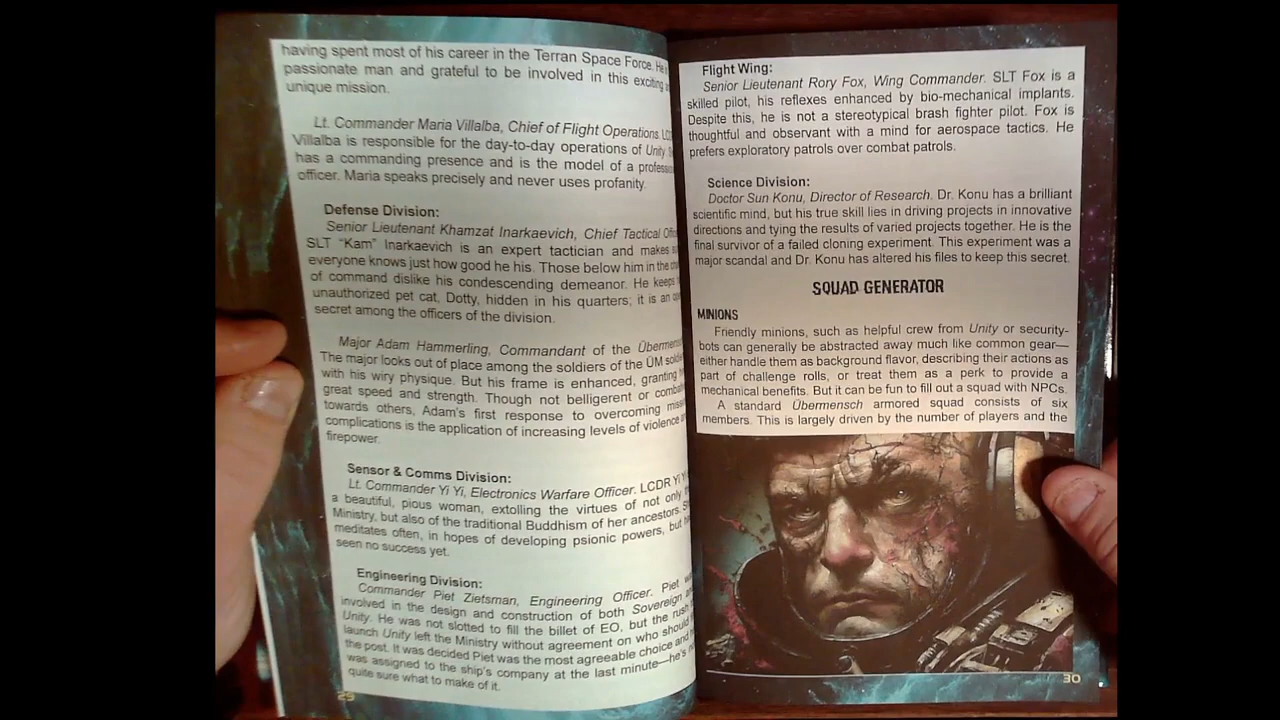 having spent most of his career in the Terran Space Force. He
passionate man and grateful to be involved in this exciting
unique mission.
Lt. Commander Maria Villalba, Chief of Flight Operations.
Villalba is responsible for the day-to-day operations of Unity.
has a commanding presence and is the model of a
officer. Maria speaks precisely and never uses profanity.
Defense Division:
Senior Lieutenant Khamzat Inarkaevich, Chief Tactical
SLT "Kam" Inarkaevich is an expert tactician and makes
everyone knows just how good he his. Those below him in the
of command dislike his condescending demeanor. He keeps
unauthorized pet cat, Dotty, hidden in his quarters; it is an
secret among the officers of the division.
Major Adam Hammerling, Commandant of the
The major looks out of place among the soldiers of the ÜM
with his wiry physique. But his frame is enhanced, granting
great speed and strength. Though not belligerent or
towards others, Adam's first response to overcoming
complications is the application of increasing levels of violence
firepower.
Sensor & Comms Division:
Lt. Commander Yi Yi, Electronics Warfare Officer. LCDR Yi
a beautiful, pious woman, extolling the virtues of not only
Ministry, but also of the traditional Buddhism of her ancestors.
meditates often, in hopes of developing psionic powers, but
seen no success yet.
Engineering Division:
Commander Piet Zietsman, Engineering Officer. Piet
involved in the design and construction of both Sovereign
Unity. He was not slotted to fill the billet of EO, but the rush
launch Unity left the Ministry without agreement on who should
the post. It was decided Piet was the most agreeable choice and
was assigned to the ship's company at the last minute—he's
quite sure what to make of it.
29
Flight Wing:
Senior Lieutenant Rory Fox, Wing Commander. SLT Fox is a
skilled pilot, his reflexes enhanced by bio-mechanical implants.
Despite this, he is not a stereotypical brash fighter pilot. Fox is
thoughtful and observant with a mind for aerospace tactics. He
prefers exploratory patrols over combat patrols.
Science Division:
Doctor Sun Konu, Director of Research. Dr. Konu has a brilliant
scientific mind, but his true skill lies in driving projects in innovative
directions and tying the results of varied projects together. He is the
final survivor of a failed cloning experiment. This experiment was a
major scandal and Dr. Konu has altered his files to keep this secret.
SQUAD GENERATOR
MINIONS
Friendly minions, such as helpful crew from Unity or security-
bots can generally be abstracted away much like common gear—
either handle them as background flavor, describing their actions as
part of challenge rolls, or treat them as a perk to provide a
mechanical benefits. But it can be fun to fill out a squad with NPCs.
A standard Übermensch armored squad consists of six
members. This is largely driven by the number of players and the
30